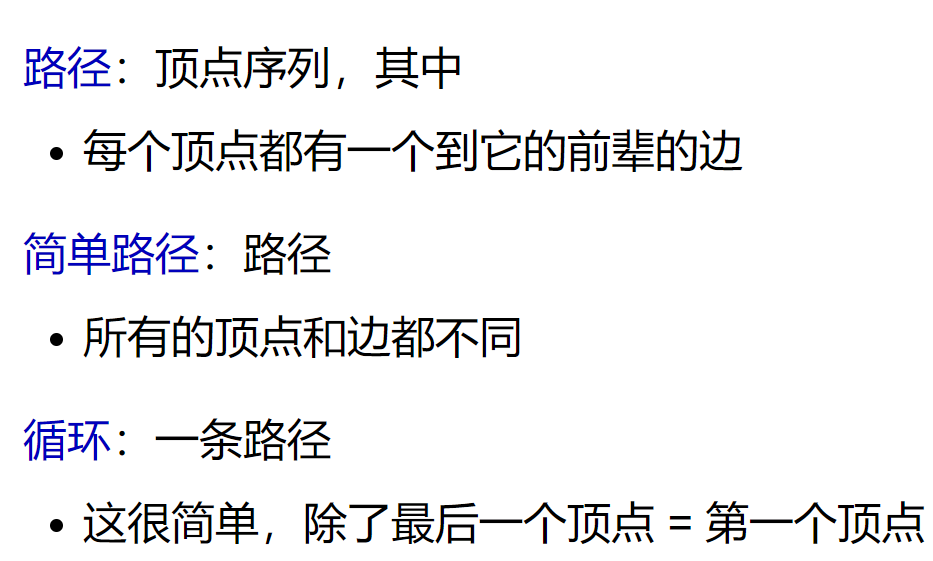 路径：顶点序列，其中
• 每个顶点都有一个到它的前辈的边
简单路径：路径
• 所有的顶点和边都不同
循环：一条路径
• 这很简单，除了最后一个顶点 = 第一个顶点